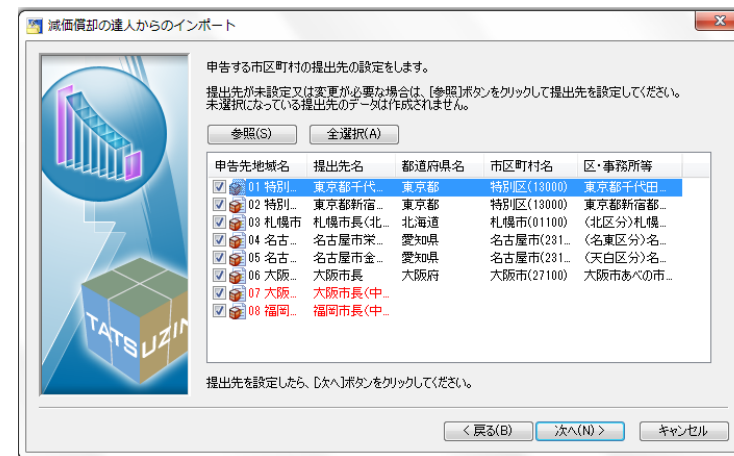 減価償却の達人からのインポート
申告する市区町村の提出先の設定をします。
提出先が未設定又は変更が必要な場合は、[参照]ボタンをクリックして提出先を設定してください。
未選択になっている提出先のデータは作成されません。
参照(S) 全選択(A)
申告先地域名 提出先名 都道府県名 市区町村名 区・事務所等
01 特別... 東京都千代... 東京都 特別区(13000) 東京都千代田...
02 特別... 東京都新宿... 東京都 特別区(13000) 東京都新宿都...
03 札幌市 札幌市長(北... 北海道 札幌市(01100) (北区分)札幌...
04 名古... 名古屋市栄... 愛知県 名古屋市(231... (名東区分)名...
05 名古... 名古屋市金... 愛知県 名古屋市(231... (天白区分)名...
06 大阪... 大阪市長 大阪府 大阪市(27100) 大阪市あべの市...
07 大阪... 大阪市長(中...
08 福岡... 福岡市長(中...
TATSUZIN
提出先を設定したら、[次へ]ボタンをクリックしてください。
< 戻る(B) 次へ(N) > キャンセル